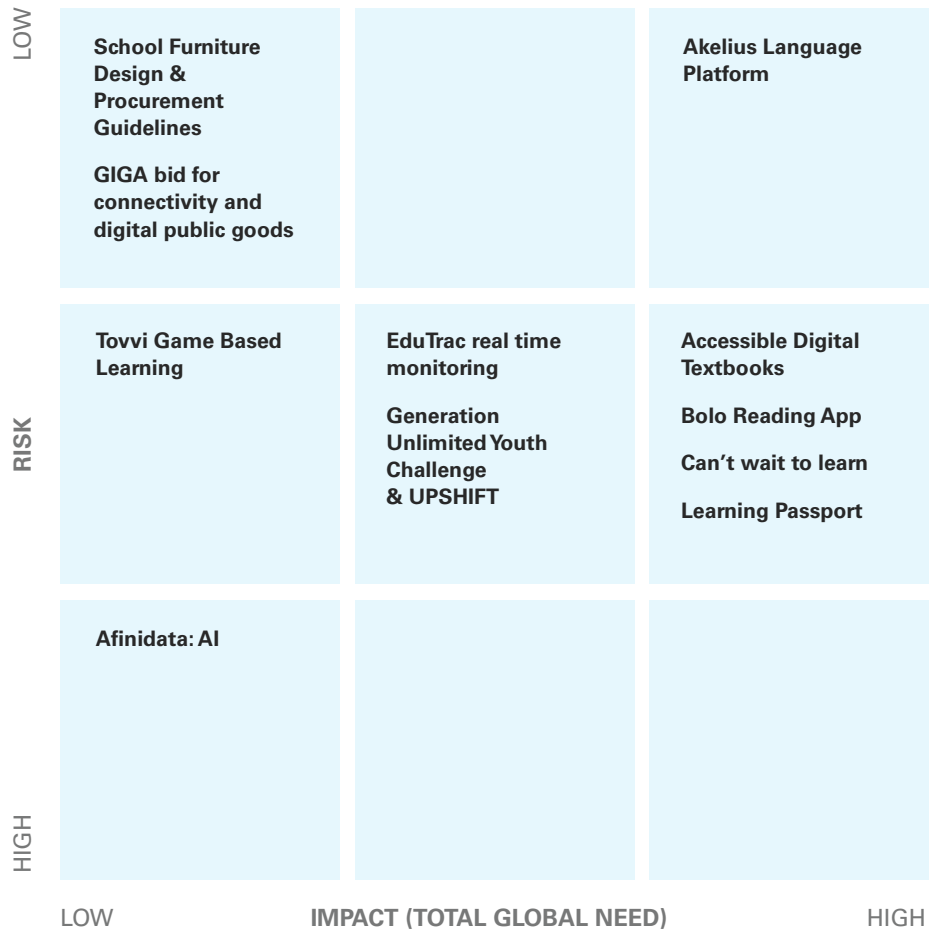 LOW
School Furniture
Design &
Procurement
Guidelines
GIGA bid for
connectivity and
digital public goods
Akelius Language
Platform
RISK
Tovvi Game Based
Learning
EduTrac real time
monitoring
Generation
Unlimited Youth
Challenge
& UPSHIFT
Accessible Digital
Textbooks
Bolo Reading App
Can't wait to learn
Learning Passport
Afinidata: AI
HIGH
LOW
IMPACT (TOTAL GLOBAL NEED)
HIGH